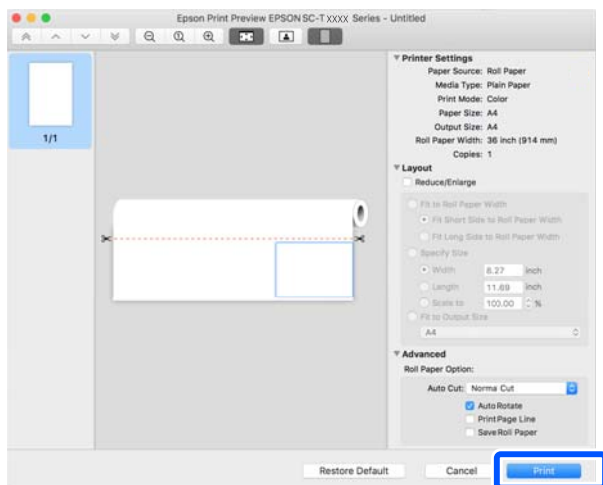 Epson Print Preview EPSON SC-T XXXX Series - Untitled
1/1
Printer Settings
Paper Source: Roll Paper
Media Type: Plain Paper
Print Mode: Color
Paper Size: A4
Output Size: A4
Roll Paper Width: 36 inch (914 mm)
Copies: 1
Layout
Reduce/Enlarge
Fit to Roll Paper Width
Fit Short Side to Roll Paper Width
Fit Long Side to Roll Paper Width
Specify Size
Width 8.27 inch
Length 11.69 inch
Scale to 100.00 %
Fit to Output Size
A4
Advanced
Roll Paper Option:
Auto Cut: Norma Cut
Auto Rotate
Print Page Line
Save Roll Paper
Restore Default Cancel Print